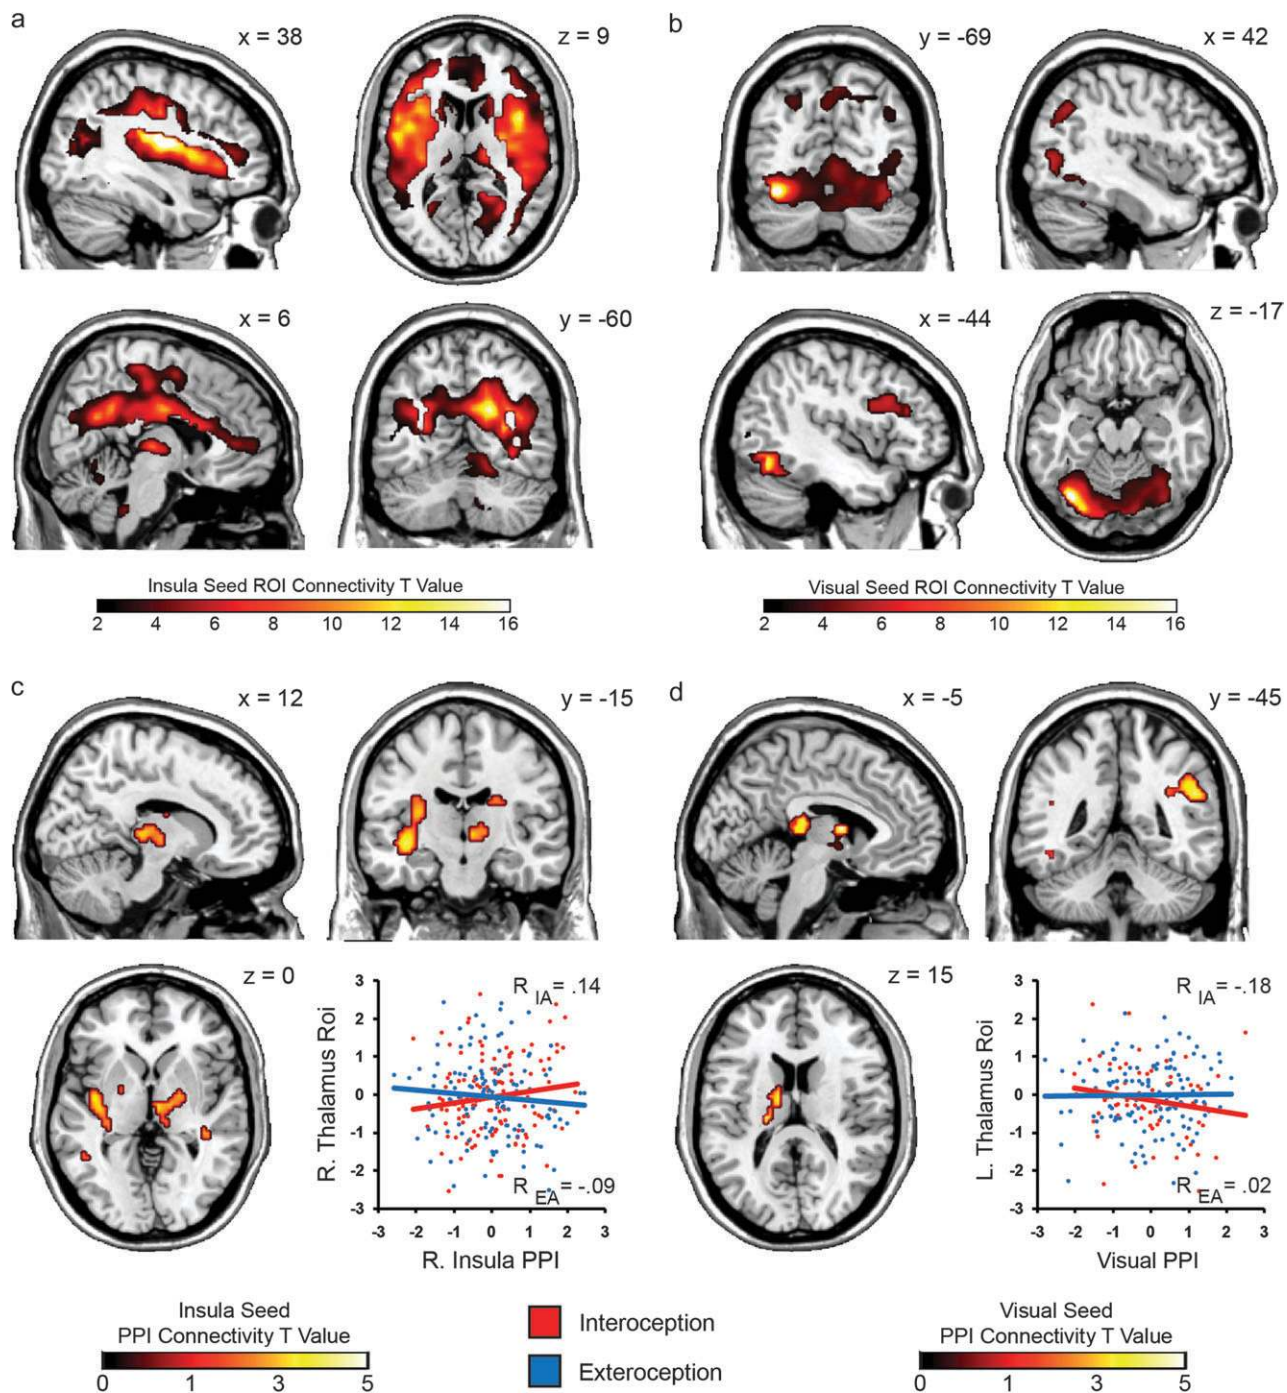 a
x = 38
z = 9
x = 6
y = -60
Insula Seed ROI Connectivity T Value
2 4 6 8 10 12 14 16
b
y = -69
x = 42
x = -44
z = -17
Visual Seed ROI Connectivity T Value
2 4 6 8 10 12 14 16
c
x = 12
y = -15
z = 0
R. Thalamus Roi
3
2
1
0
-1
-2
-3
R IA = .14
R EA = -.09
-3 -2 -1 0 1 2 3
R. Insula PPI
d
x = -5
y = -45
z = 15
L. Thalamus Roi
3
2
1
0
-1
-2
-3
R IA = -.18
R EA = .02
-3 -2 -1 0 1 2 3
Visual PPI
Insula Seed
PPI Connectivity T Value
0 1 3 5
Interoception
Exteroception
Visual Seed
PPI Connectivity T Value
0 1 3 5